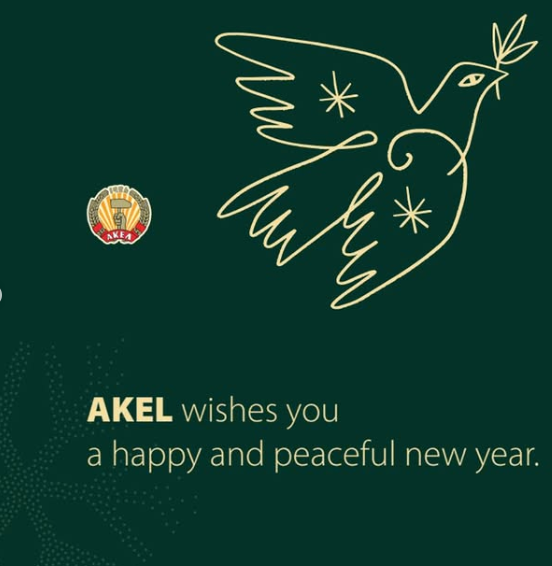 ΑΚΕΛ
AKEL wishes you
a happy and peaceful new year.